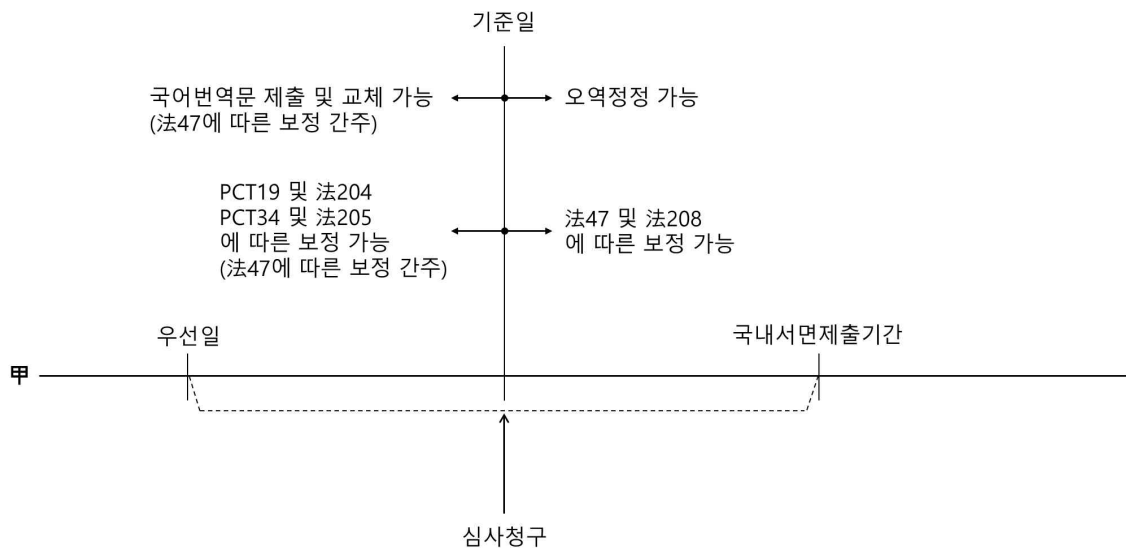 기준일
국어번역문 제출 및 교체 가능
(法47에 따른 보정 간주)
오역정정 가능
PCT19 및 法204
PCT34 및 法205
에 따른 보정 가능
(法47에 따른 보정 간주)
法47 및 法208
에 따른 보정 가능
우선일
국내서면제출기간
甲
심사청구